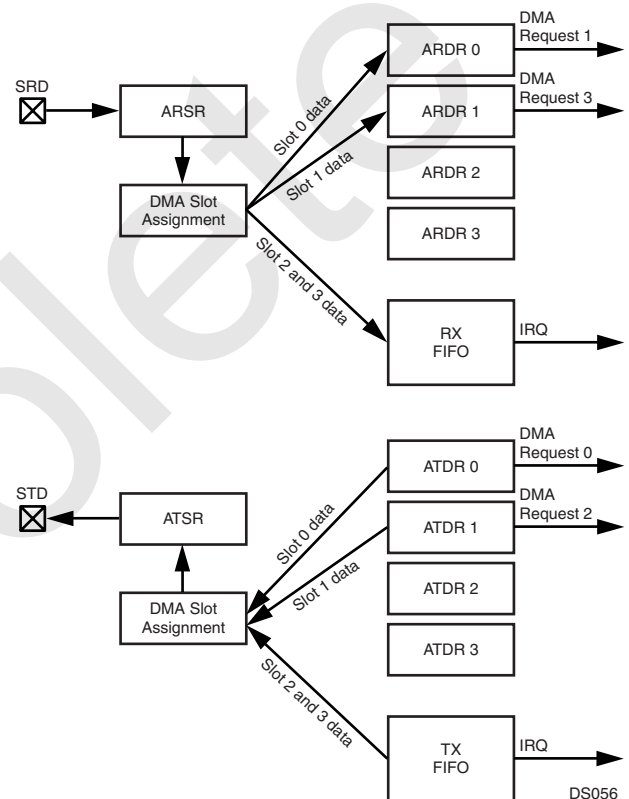 DMA
Request 1
ARDR 0
SRD
DMA
Request 3
ARSR
ARDR 1
Slot 0 data
Slot 1 data
ARDR 2
DMA Slot
Assignment
ARDR 3
Slot 2 and 3 data
RX
FIFO
IRQ
DMA
Request 0
ATDR 0
STD
DMA
Request 2
ATSR
ATDR 1
Slot 0 data
Slot 1 data
ATDR 2
DMA Slot
Assignment
ATDR 3
Slot 2 and 3 data
TX
FIFO
IRQ
DS056